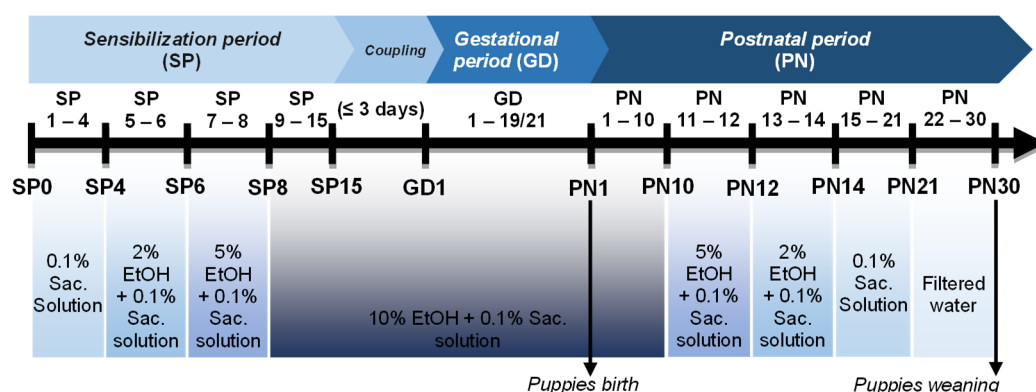 Sensibilization period
(SP)
Coupling
Gestational
period (GD)
Postnatal period
(PN)
SP
1 – 4
SP
5 – 6
SP
7 – 8
SP
9 – 15
(≤ 3 days)
GD
1 – 19/21
PN
1 – 10
PN
11 – 12
PN
13 – 14
PN
15 – 21
PN
22 – 30
SP0
SP4
SP6
SP8
SP15
GD1
PN1
PN10
PN12
PN14
PN21
PN30
0.1%
Sac.
Solution
2%
EtOH
+ 0.1%
Sac.
solution
5%
EtOH
+ 0.1%
Sac.
solution
10% EtOH + 0.1% Sac.
solution
5%
EtOH
+ 0.1%
Sac.
solution
2%
EtOH
+ 0.1%
Sac.
solution
0.1%
Sac.
Solution
Filtered
water
Puppies birth
Puppies weaning